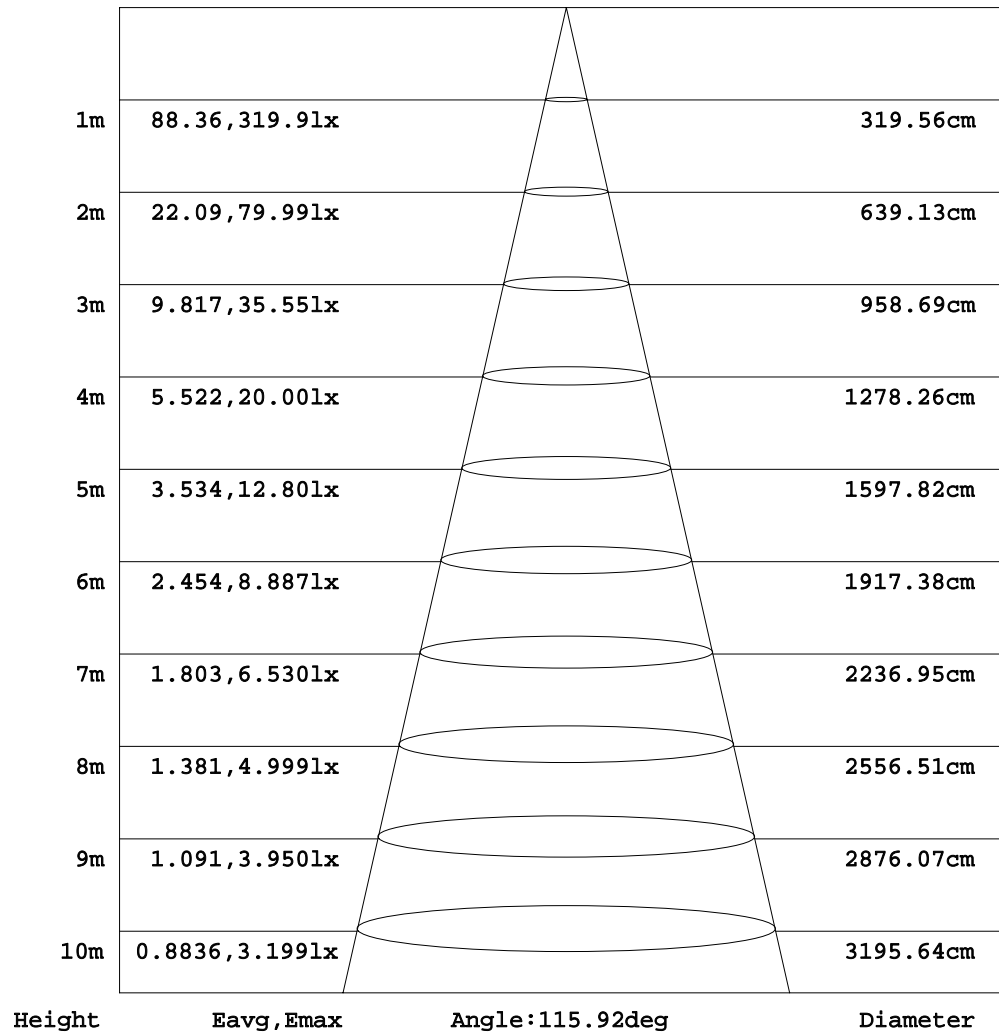 1m 88.36,319.9lx 319.56cm
2m 22.09,79.99lx 639.13cm
3m 9.817,35.55lx 958.69cm
4m 5.522,20.00lx 1278.26cm
5m 3.534,12.80lx 1597.82cm
6m 2.454,8.887lx 1917.38cm
7m 1.803,6.530lx 2236.95cm
8m 1.381,4.999lx 2556.51cm
9m 1.091,3.950lx 2876.07cm
10m 0.8836,3.199lx 3195.64cm
Height Eavg,Emax Angle:115.92deg Diameter